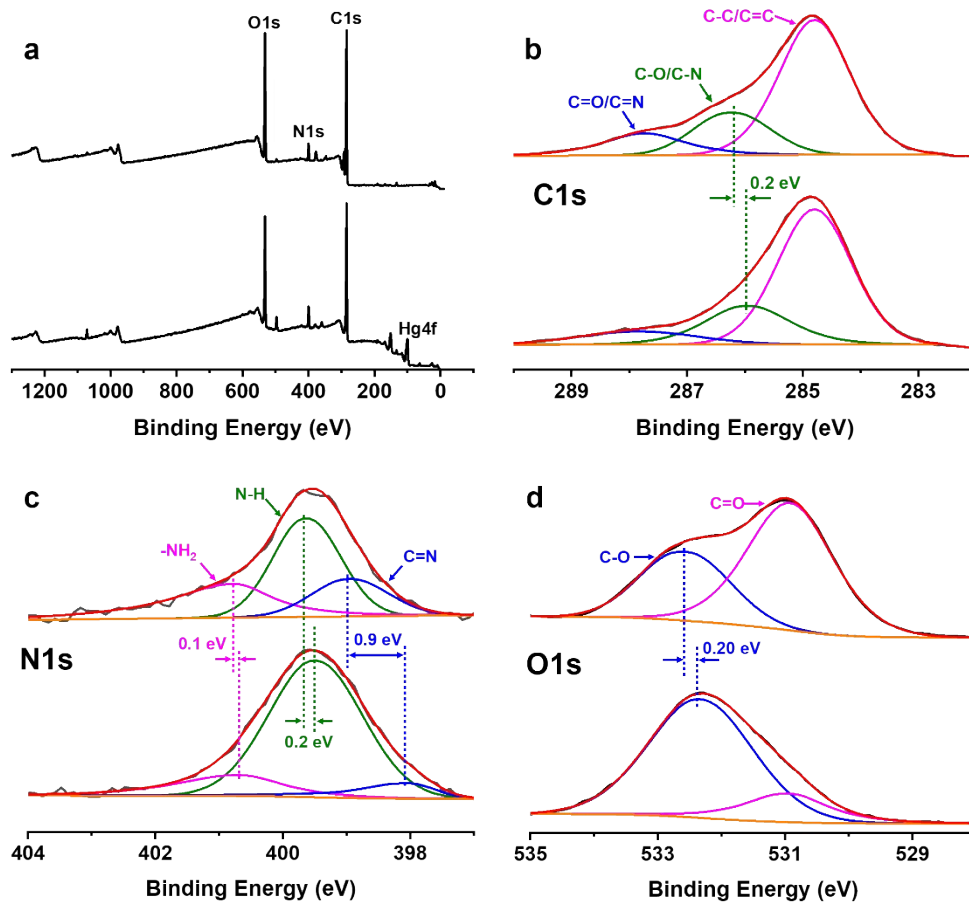 a
O1s
C1s
N1s
Hg4f
1200 1000 800 600 400 200 0
Binding Energy (eV)
b
C-C/C=C
C-O/C-N
C=O/C=N
0.2 eV
C1s
289 287 285 283
Binding Energy (eV)
c
N-H
-NH₂
C=N
0.1 eV
0.9 eV
N1s
0.2 eV
404 402 400 398
Binding Energy (eV)
d
C=O
C-O
0.20 eV
O1s
535 533 531 529
Binding Energy (eV)